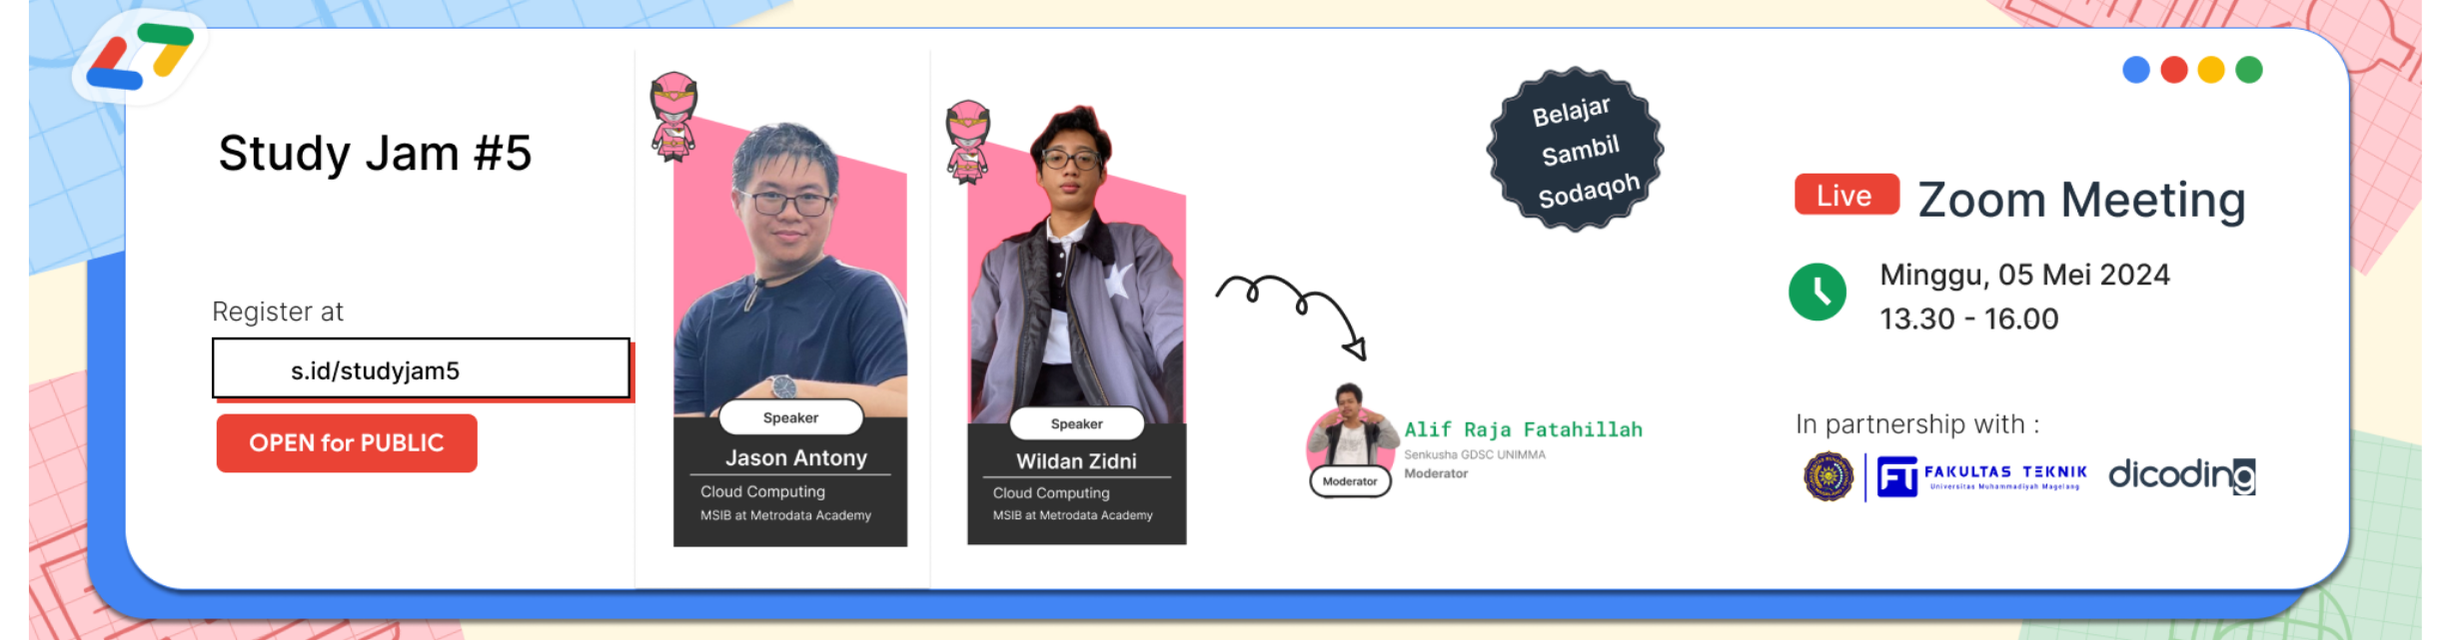 Study Jam #5
Register at
s.id/studyjam5
OPEN for PUBLIC
Speaker
Jason Antony
Cloud Computing
MSIB at Metrodata Academy
Speaker
Wildan Zidni
Cloud Computing
MSIB at Metrodata Academy
Belajar
Sambil
Sodaqoh
Moderator
Alif Raja Fatahillah
Senkusha GDSC UNIMMA
Moderator
Live Zoom Meeting
Minggu, 05 Mei 2024
13.30 - 16.00
In partnership with :
FT FAKULTAS TEKNIK
Universitas Muhammadiyah Magelang
dicoding